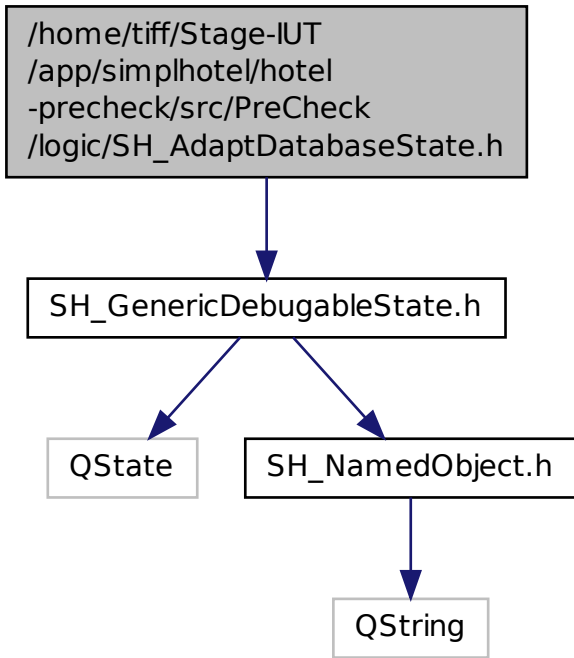 /home/tiff/Stage-IUT
/app/simplhotel/hotel
-precheck/src/PreCheck
/logic/SH_AdaptDatabaseState.h
SH_GenericDebugableState.h
QState
SH_NamedObject.h
QString